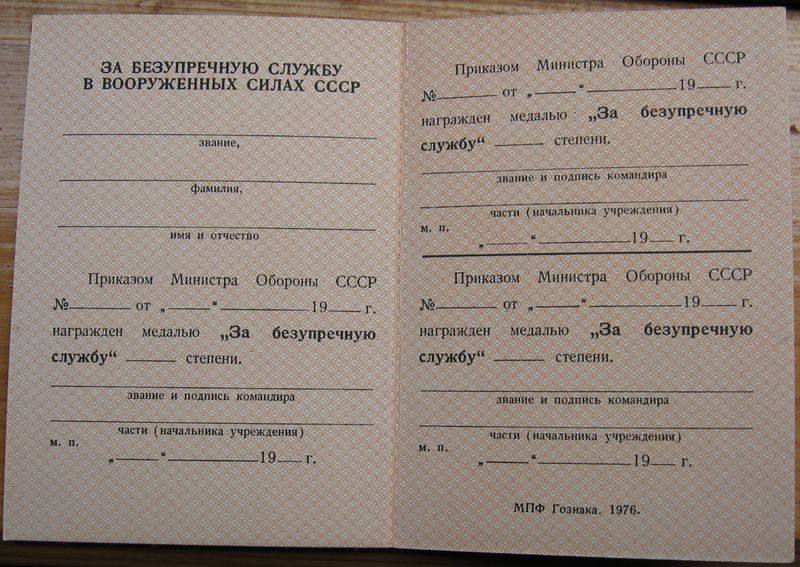 ЗА БЕЗУПРЕЧНУЮ СЛУЖБУ
В ВООРУЖЕННЫХ СИЛАХ СССР
звание,
фамилия,
имя и отчество
Приказом Министра Обороны СССР
№ от „ “ 19 г.
награжден медалью „За безупречную
службу“ степени.
звание и подпись командира
части (начальника учреждения)
м. п.
„ “ 19 г.
Приказом Министра Обороны СССР
№ от „ “ 19 г.
награжден медалью „За безупречную
службу“ степени.
звание и подпись командира
части (начальника учреждения)
м. п.
„ “ 19 г.
Приказом Министра Обороны СССР
№ от „ “ 19 г.
награжден медалью „За безупречную
службу“ степени.
звание и подпись командира
части (начальника учреждения)
м. п.
„ “ 19 г.
МПФ Гознака. 1976.